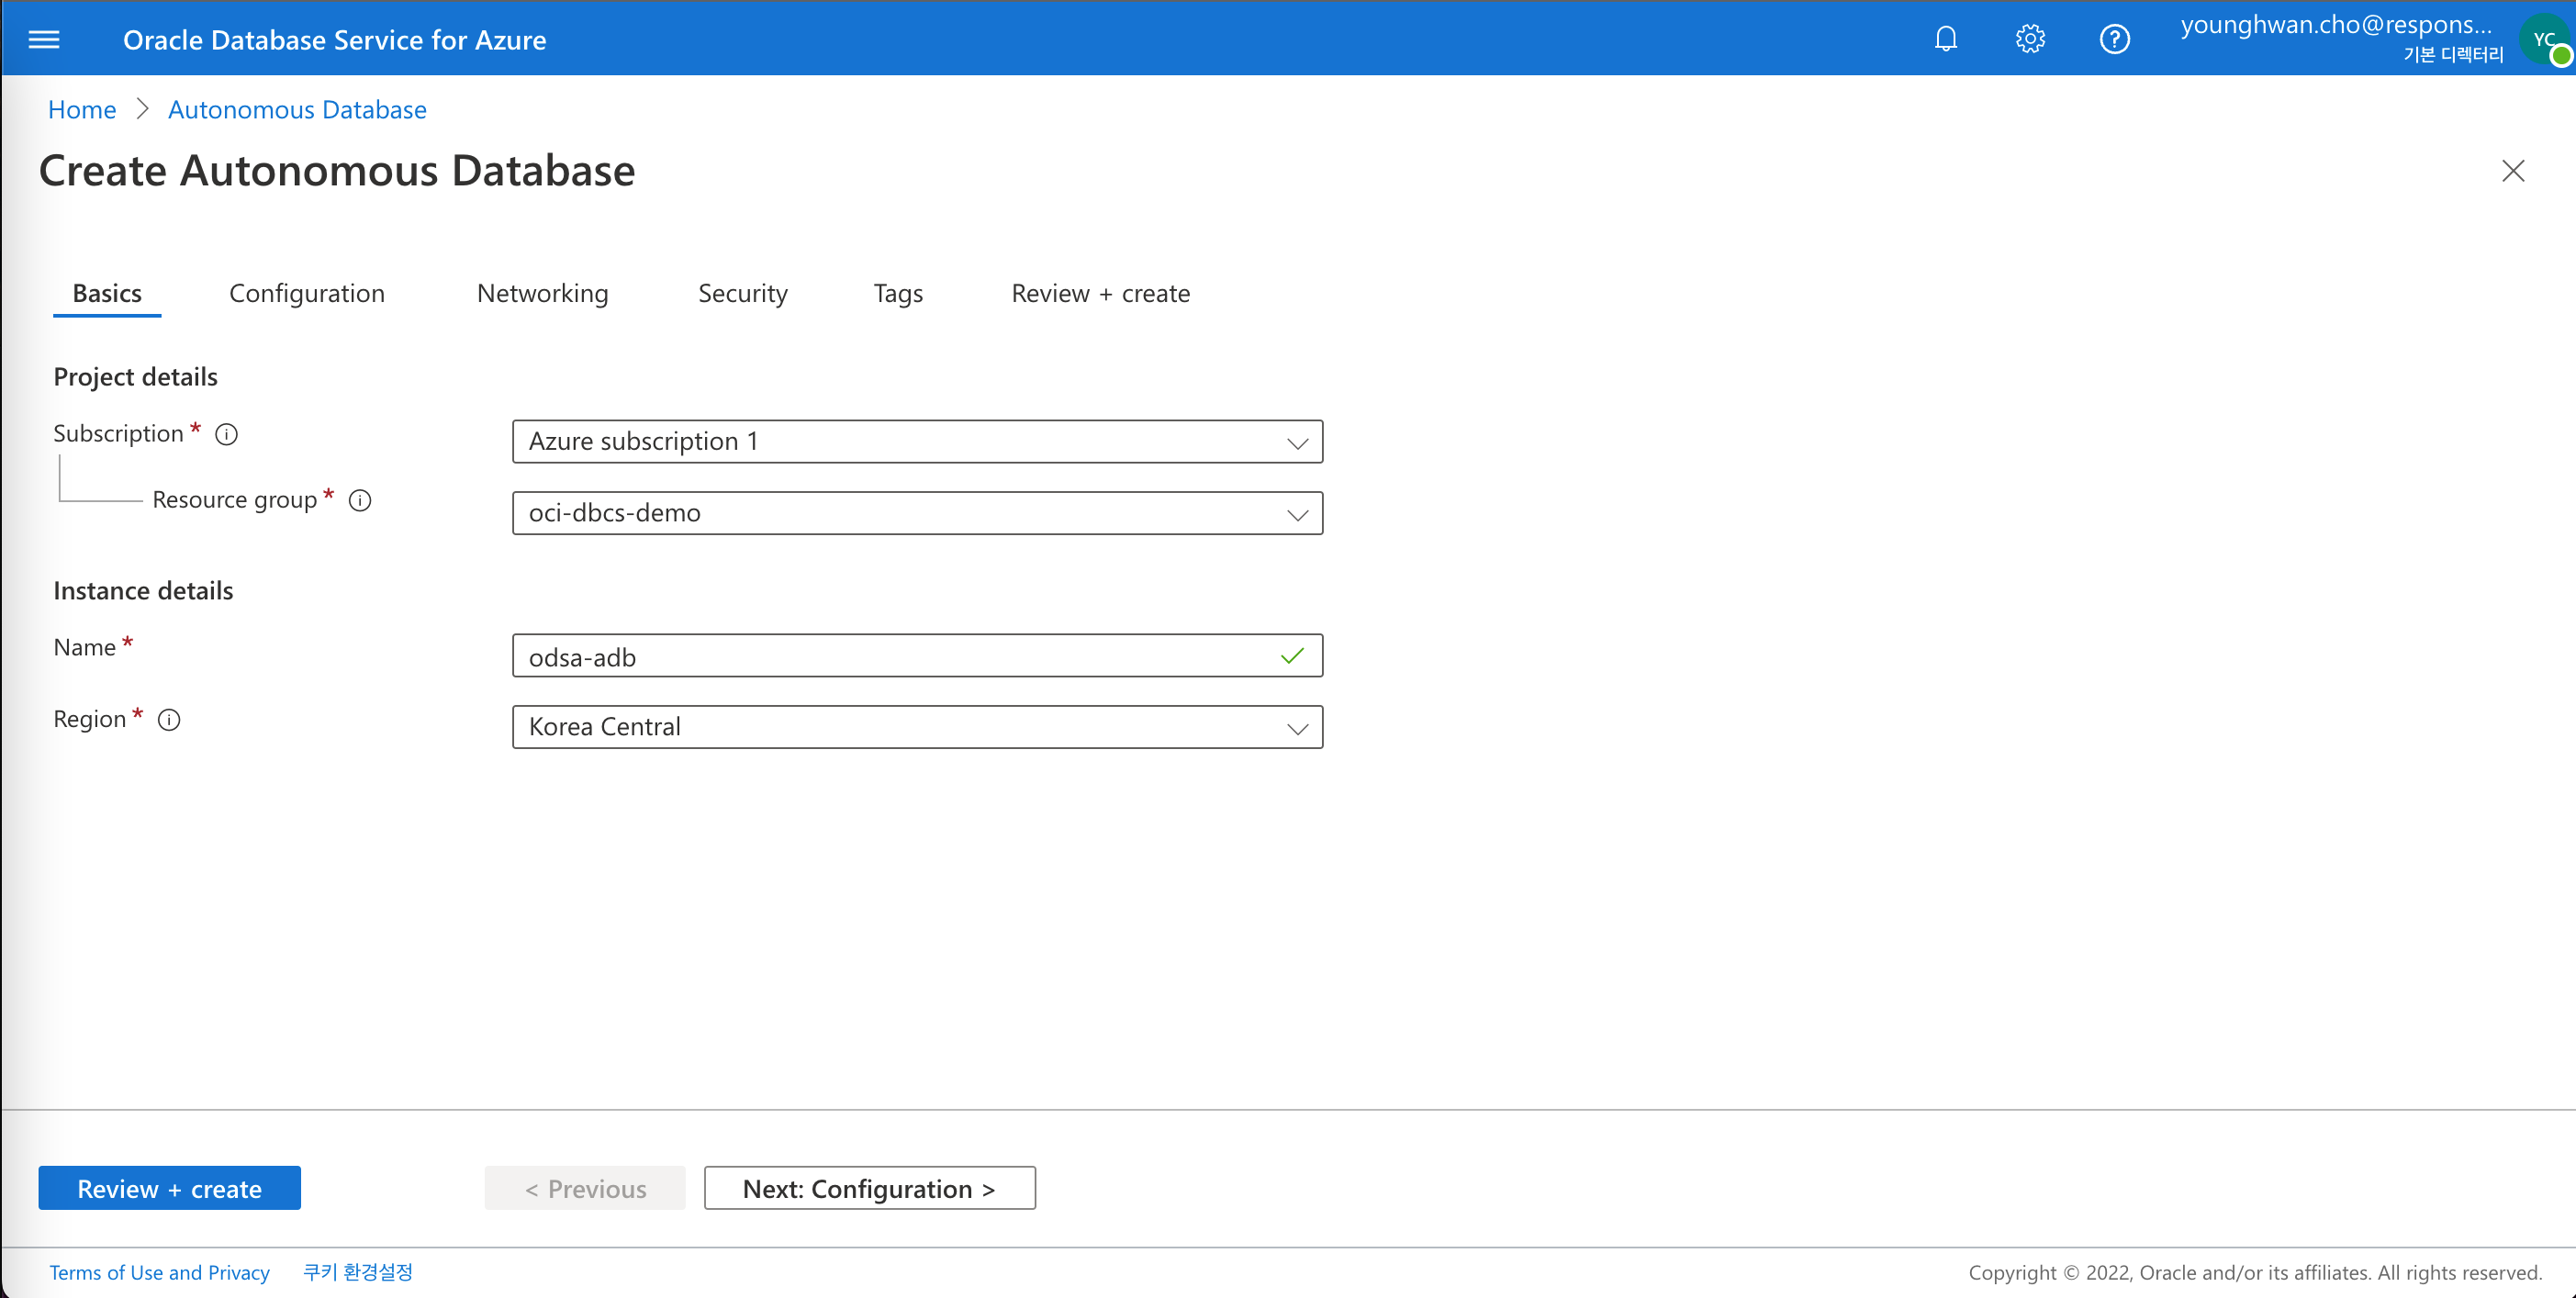 Oracle Database Service for Azure
younghwan.cho@respons...
기본 디렉터리
YC
Home > Autonomous Database
Create Autonomous Database
Basics Configuration Networking Security Tags Review + create
Project details
Subscription *
Azure subscription 1
Resource group *
oci-dbcs-demo
Instance details
Name *
odsa-adb
Region *
Korea Central
Review + create < Previous Next: Configuration >
Terms of Use and Privacy 쿠키 환경설정 Copyright © 2022, Oracle and/or its affiliates. All rights reserved.